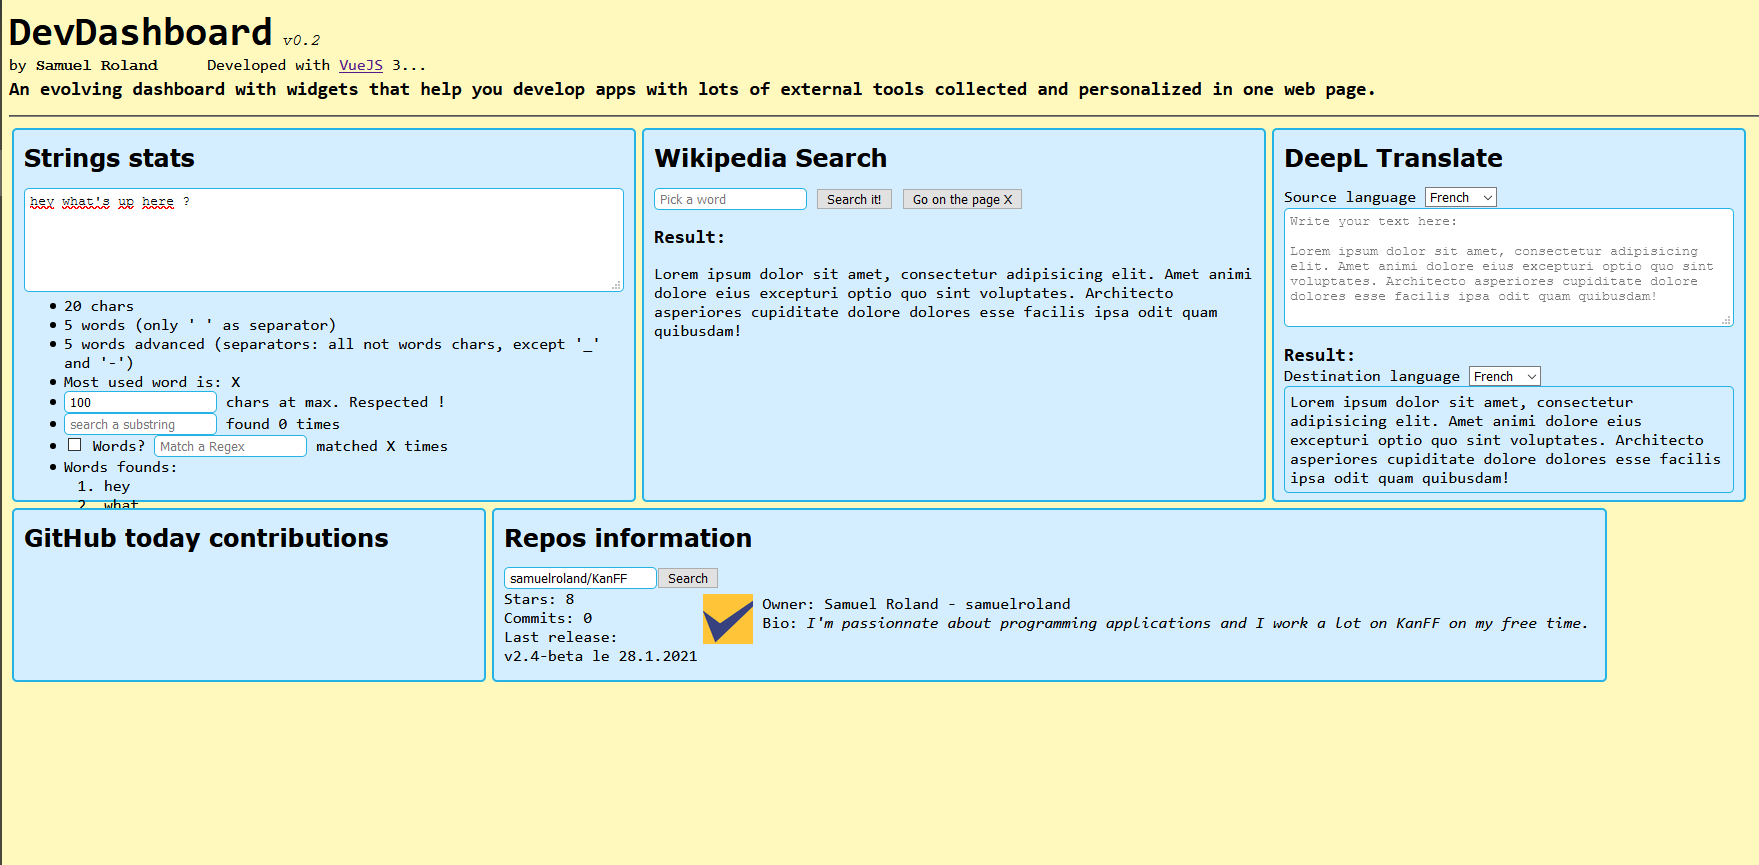 DevDashboard v0.2
by Samuel Roland Developed with VueJS 3...
An evolving dashboard with widgets that help you develop apps with lots of external tools collected and personalized in one web page.
Strings stats
hey what's up here ?
20 chars
5 words (only ' ' as separator)
5 words advanced (separators: all not words chars, except '_'
and '-')
Most used word is: X
100 chars at max. Respected !
search a substring found 0 times
Words? Match a Regex matched X times
Words founds:
1. hey
2. what
Wikipedia Search
Pick a word Search it! Go on the page X
Result:
Lorem ipsum dolor sit amet, consectetur adipisicing elit. Amet animi
dolore eius excepturi optio quo sint voluptates. Architecto
asperiores cupiditate dolore dolores esse facilis ipsa odit quam
quibusdam!
DeepL Translate
Source language French
Write your text here:
Lorem ipsum dolor sit amet, consectetur adipisicing
elit. Amet animi dolore eius excepturi optio quo sint
voluptates. Architecto asperiores cupiditate dolore
dolores esse facilis ipsa odit quam quibusdam!
Result:
Destination language French
Lorem ipsum dolor sit amet, consectetur
adipisicing elit. Amet animi dolore eius
excepturi optio quo sint voluptates. Architecto
asperiores cupiditate dolore dolores esse facilis
ipsa odit quam quibusdam!
GitHub today contributions
Repos information
samuelroland/KanFF Search
Stars: 8
Commits: 0
Last release:
v2.4-beta le 28.1.2021
Owner: Samuel Roland - samuelroland
Bio: I'm passionnate about programming applications and I work a lot on KanFF on my free time.